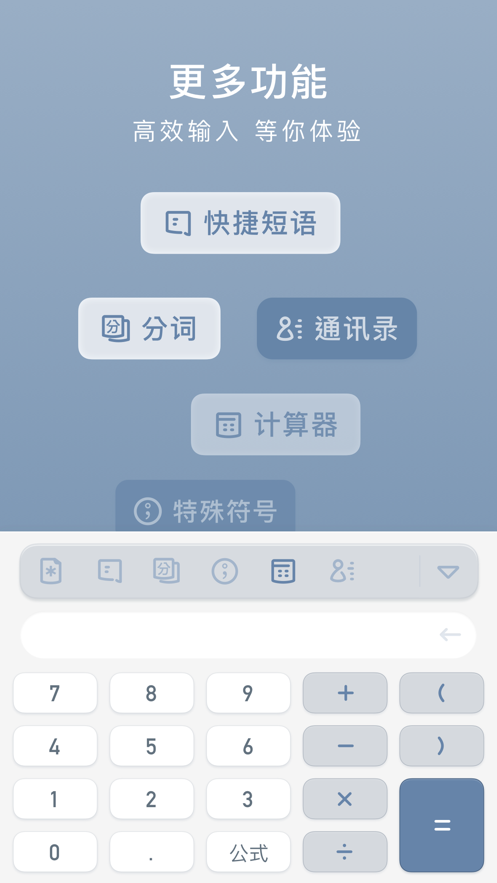 更多功能
高效输入 等你体验
快捷短语
分 分词
通讯录
计算器
特殊符号
分
7 8 9 + (
4 5 6 − )
1 2 3 ×
=
0 . 公式 ÷